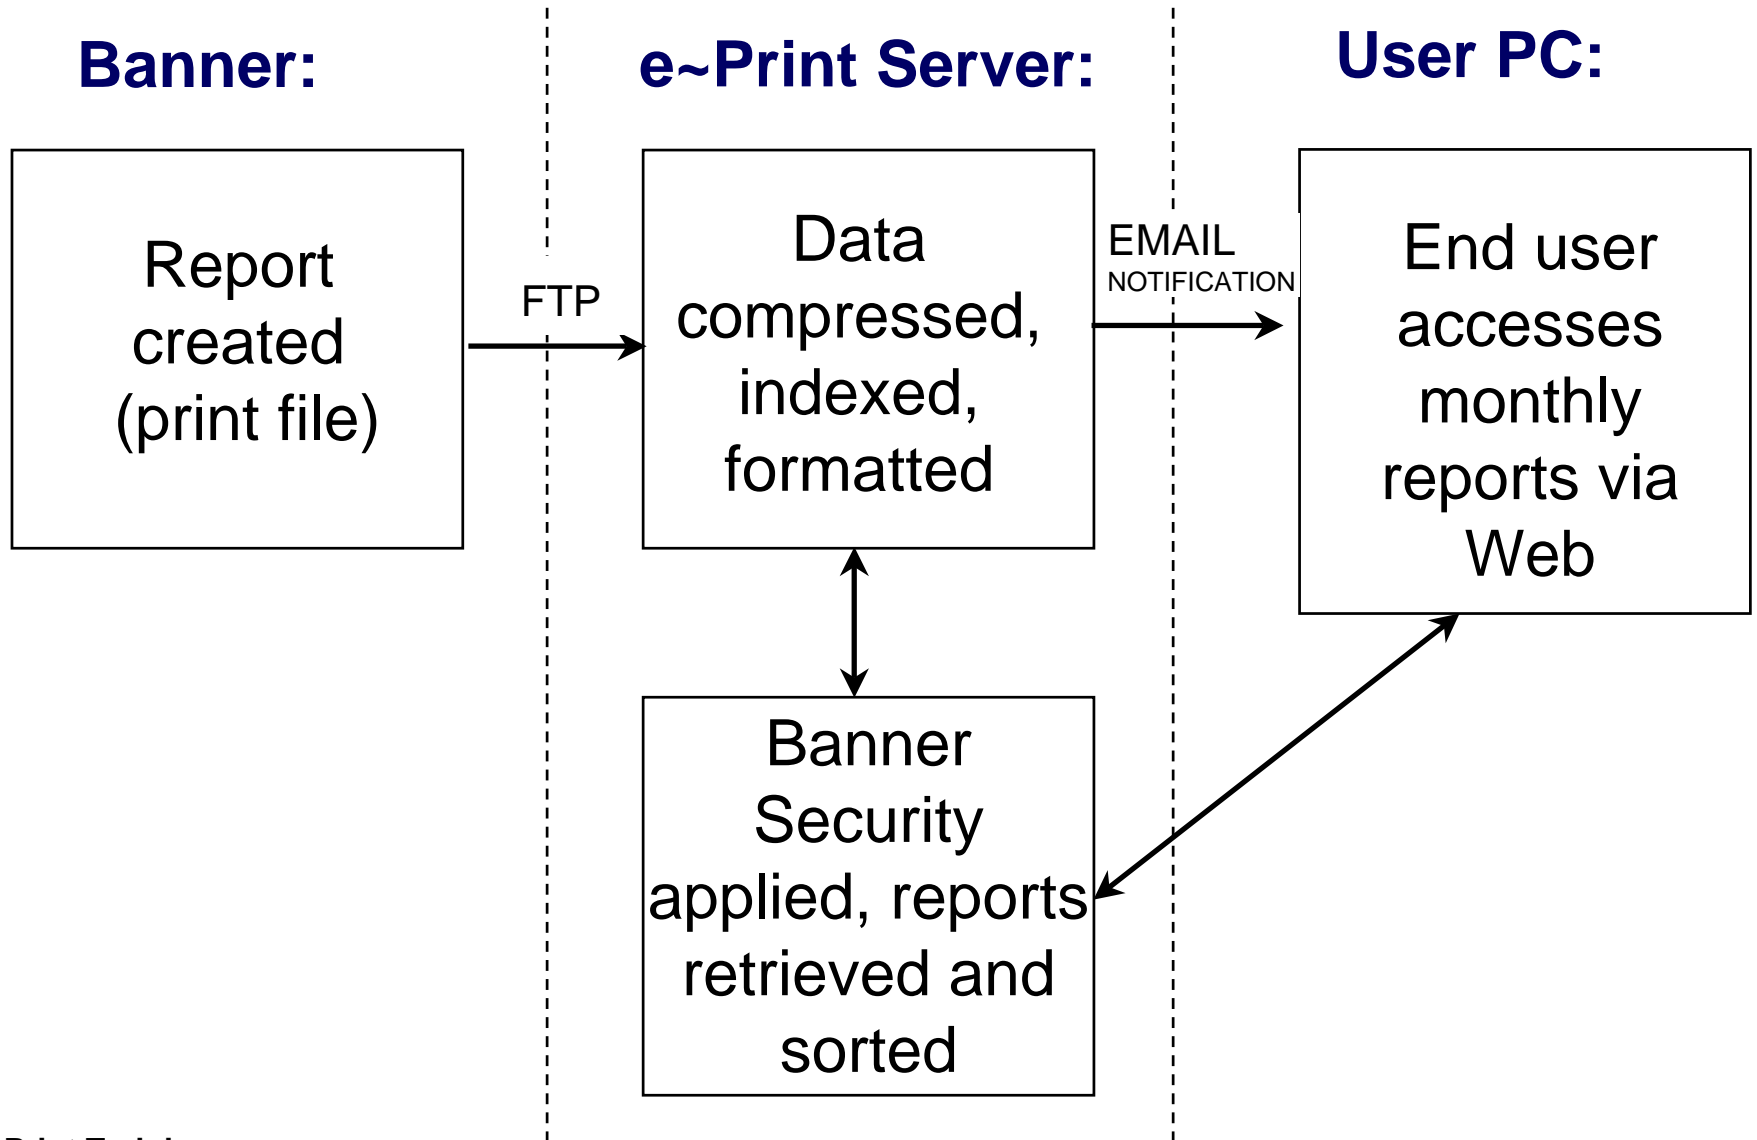 Banner:
e~Print Server:
User PC:
Report
created
(print file)
FTP
Data
compressed,
indexed,
formatted
EMAIL
NOTIFICATION
End user
accesses
monthly
reports via
Web
Banner
Security
applied, reports
retrieved and
sorted